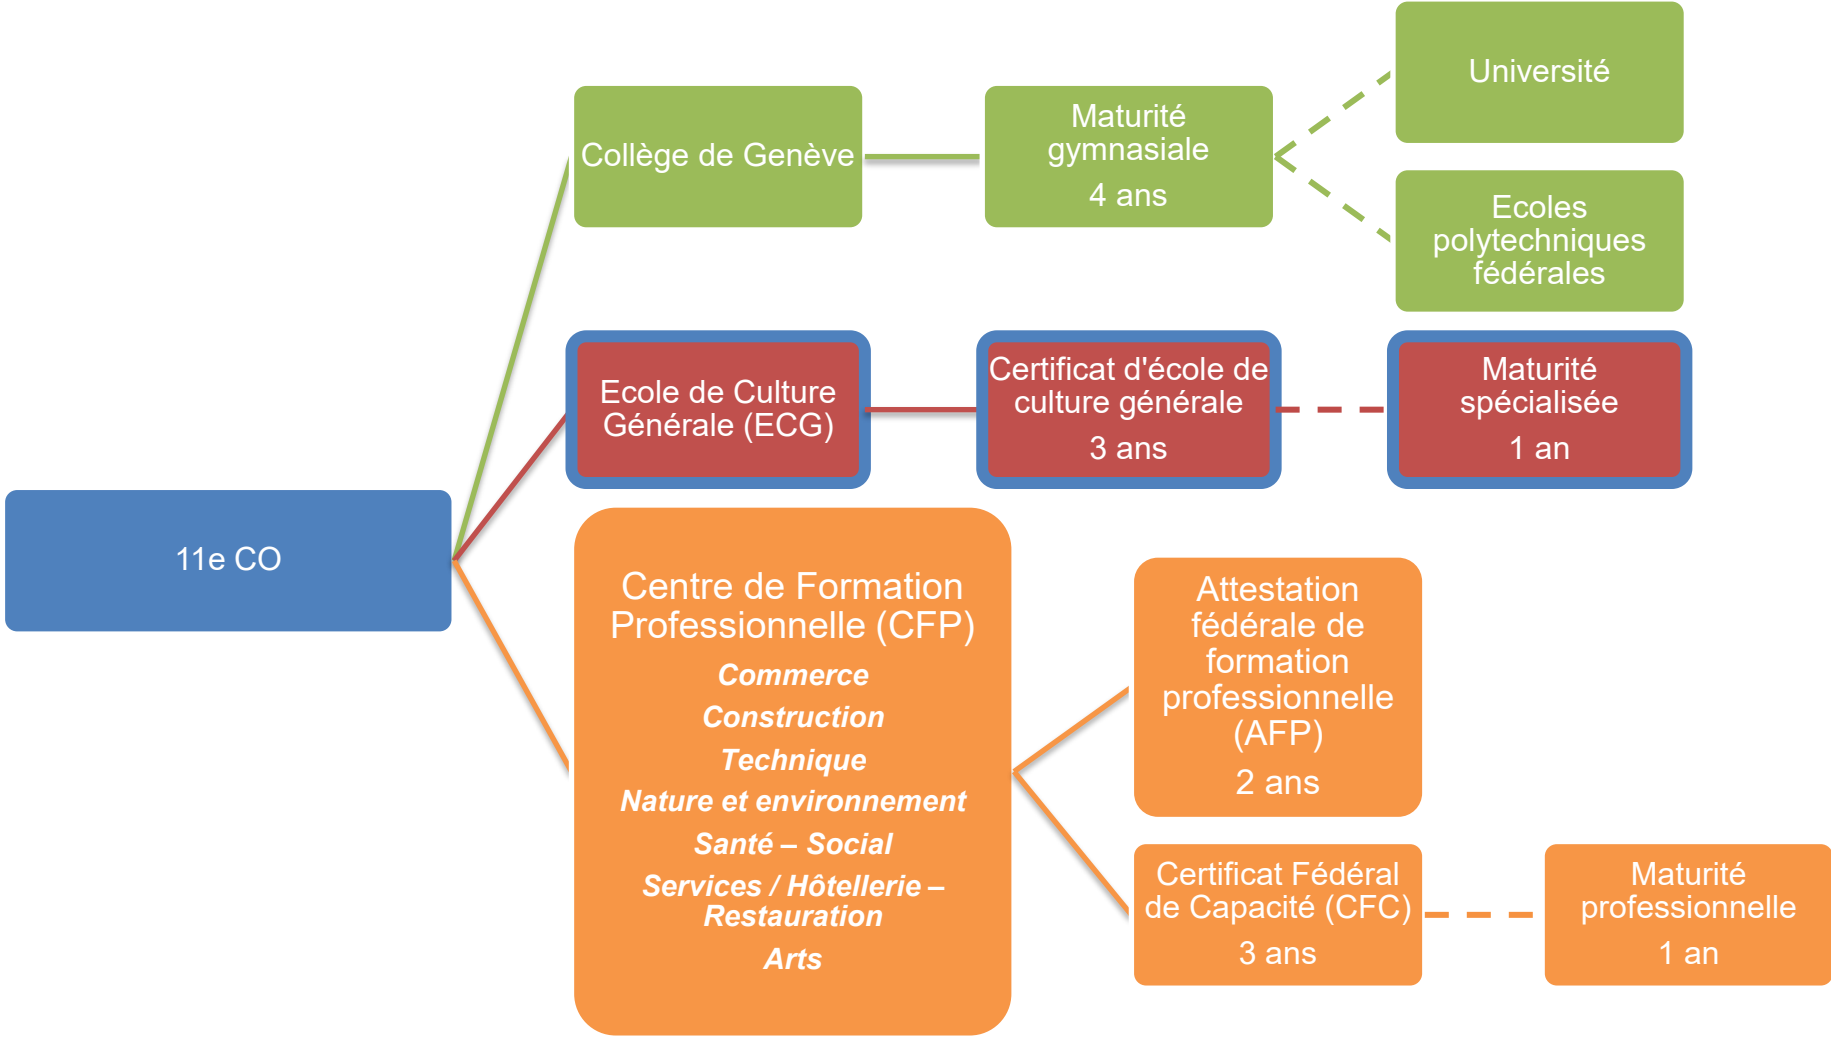 11e CO
Collège de Genève
Maturité
gymnasiale
4 ans
Université
Ecoles
polytechniques
fédérales
Ecole de Culture
Générale (ECG)
Certificat d'école de
culture générale
3 ans
Maturité
spécialisée
1 an
Centre de Formation
Professionnelle (CFP)
Commerce
Construction
Technique
Nature et environnement
Santé – Social
Services / Hôtellerie –
Restauration
Arts
Attestation
fédérale de
formation
professionnelle
(AFP)
2 ans
Certificat Fédéral
de Capacité (CFC)
3 ans
Maturité
professionnelle
1 an